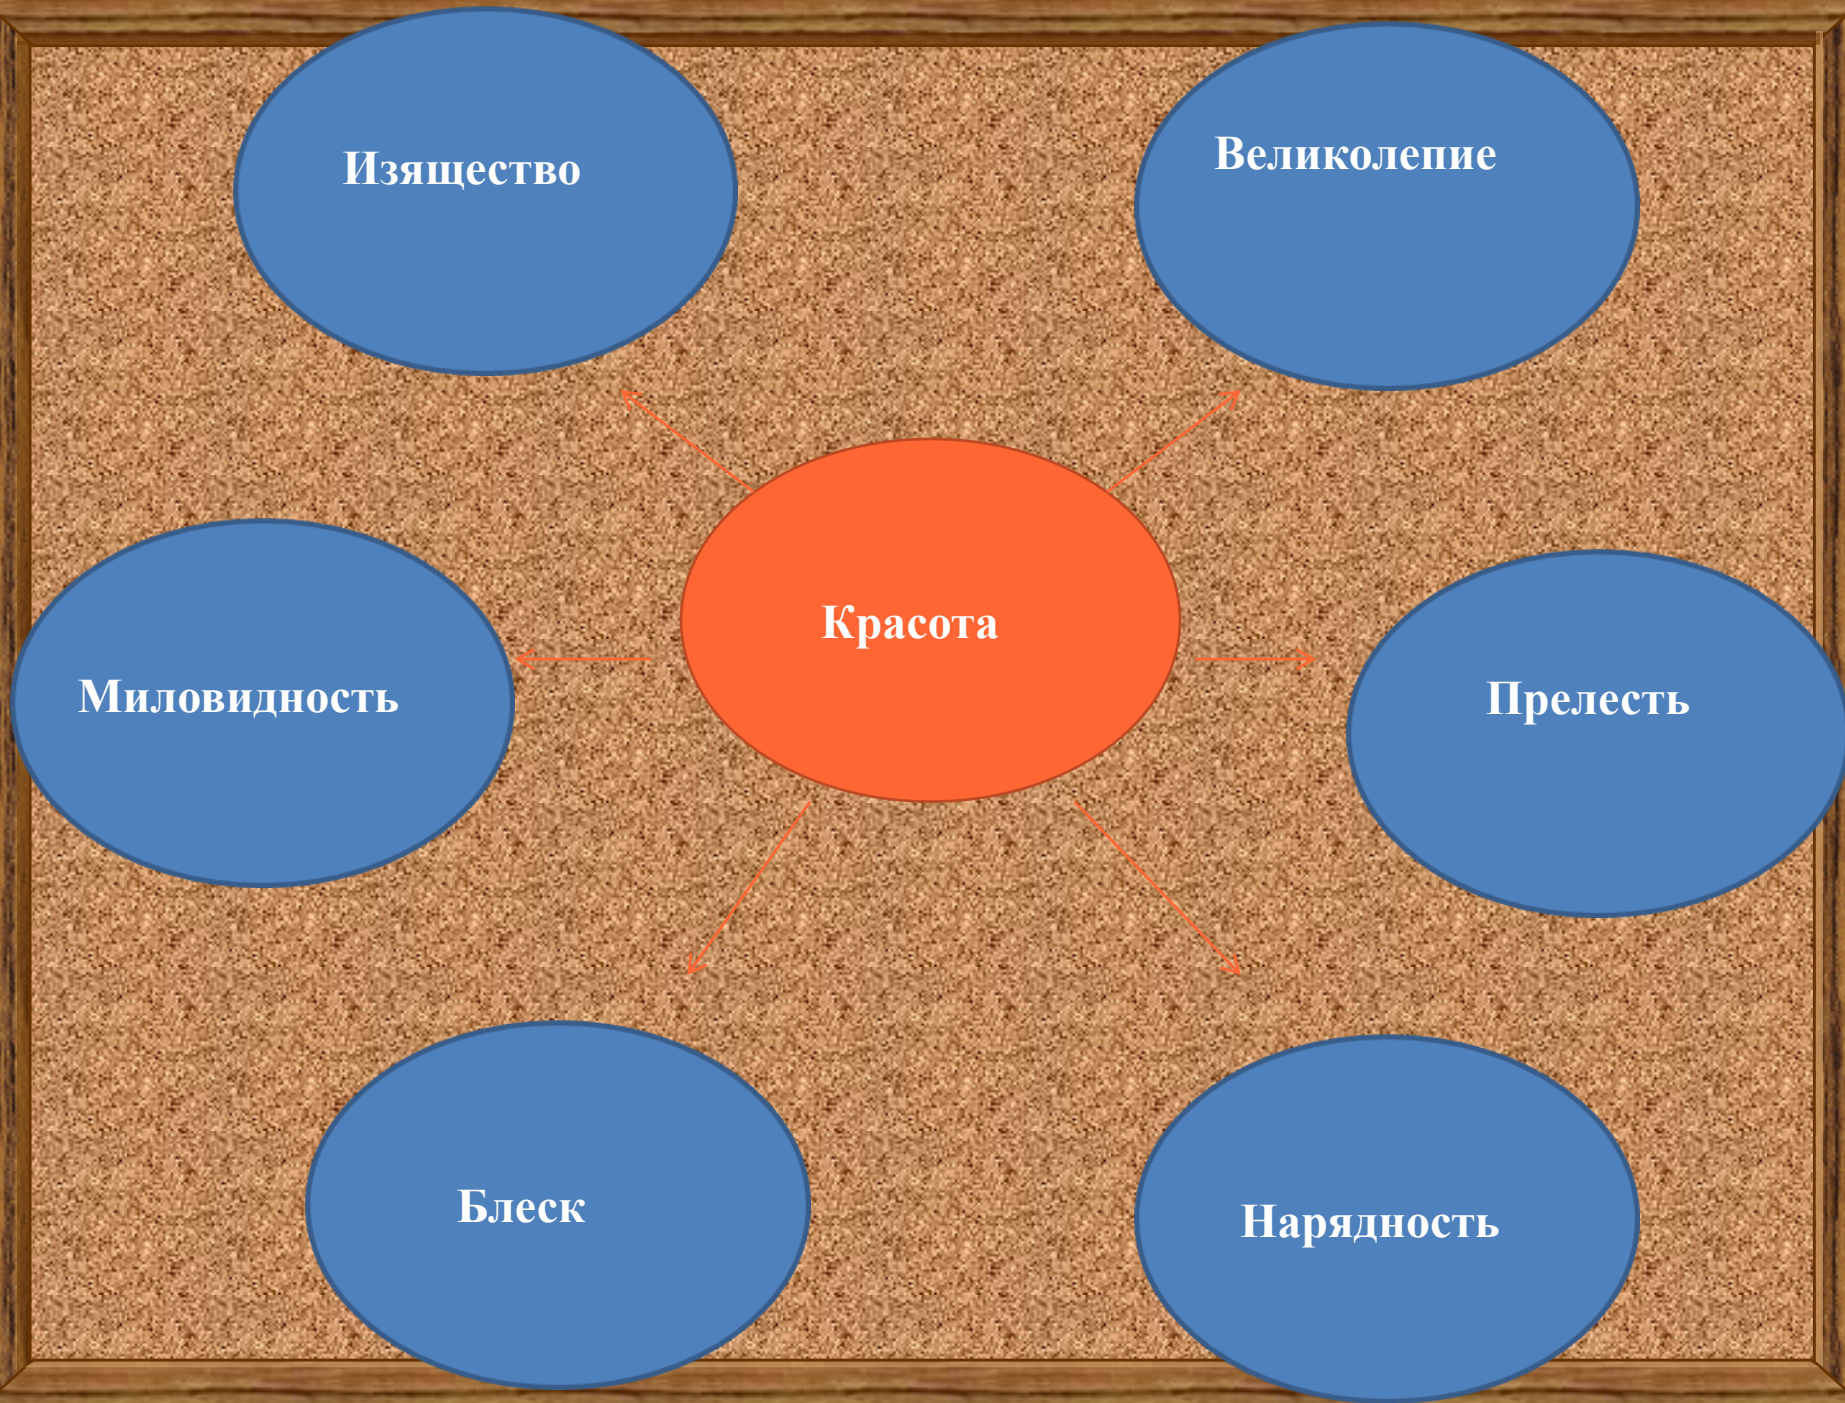 Изящество
Великолепие
Красота
Миловидность
Прелесть
Блеск
Нарядность